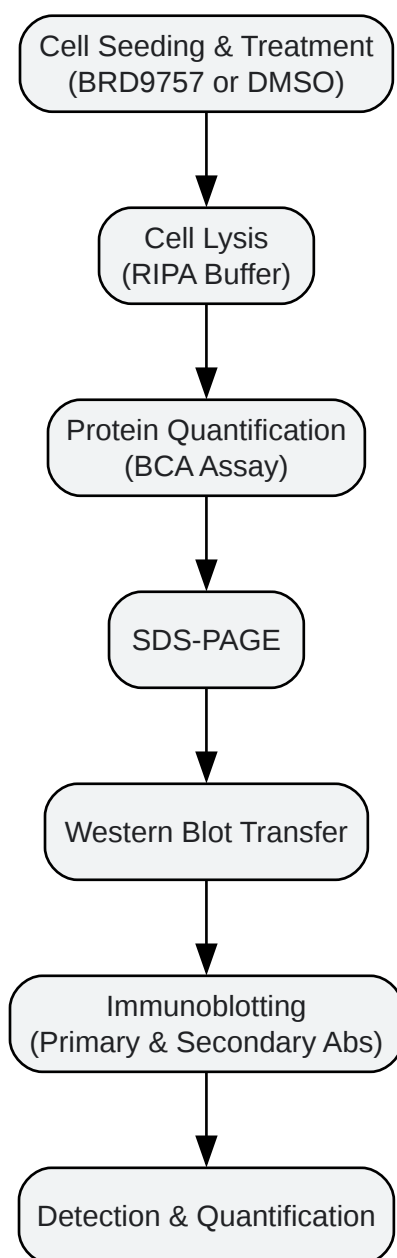 Cell Seeding & Treatment
(BRD9757 or DMSO)
Cell Lysis
(RIPA Buffer)
Protein Quantification
(BCA Assay)
SDS-PAGE
Western Blot Transfer
Immunoblotting
(Primary & Secondary Abs)
Detection & Quantification